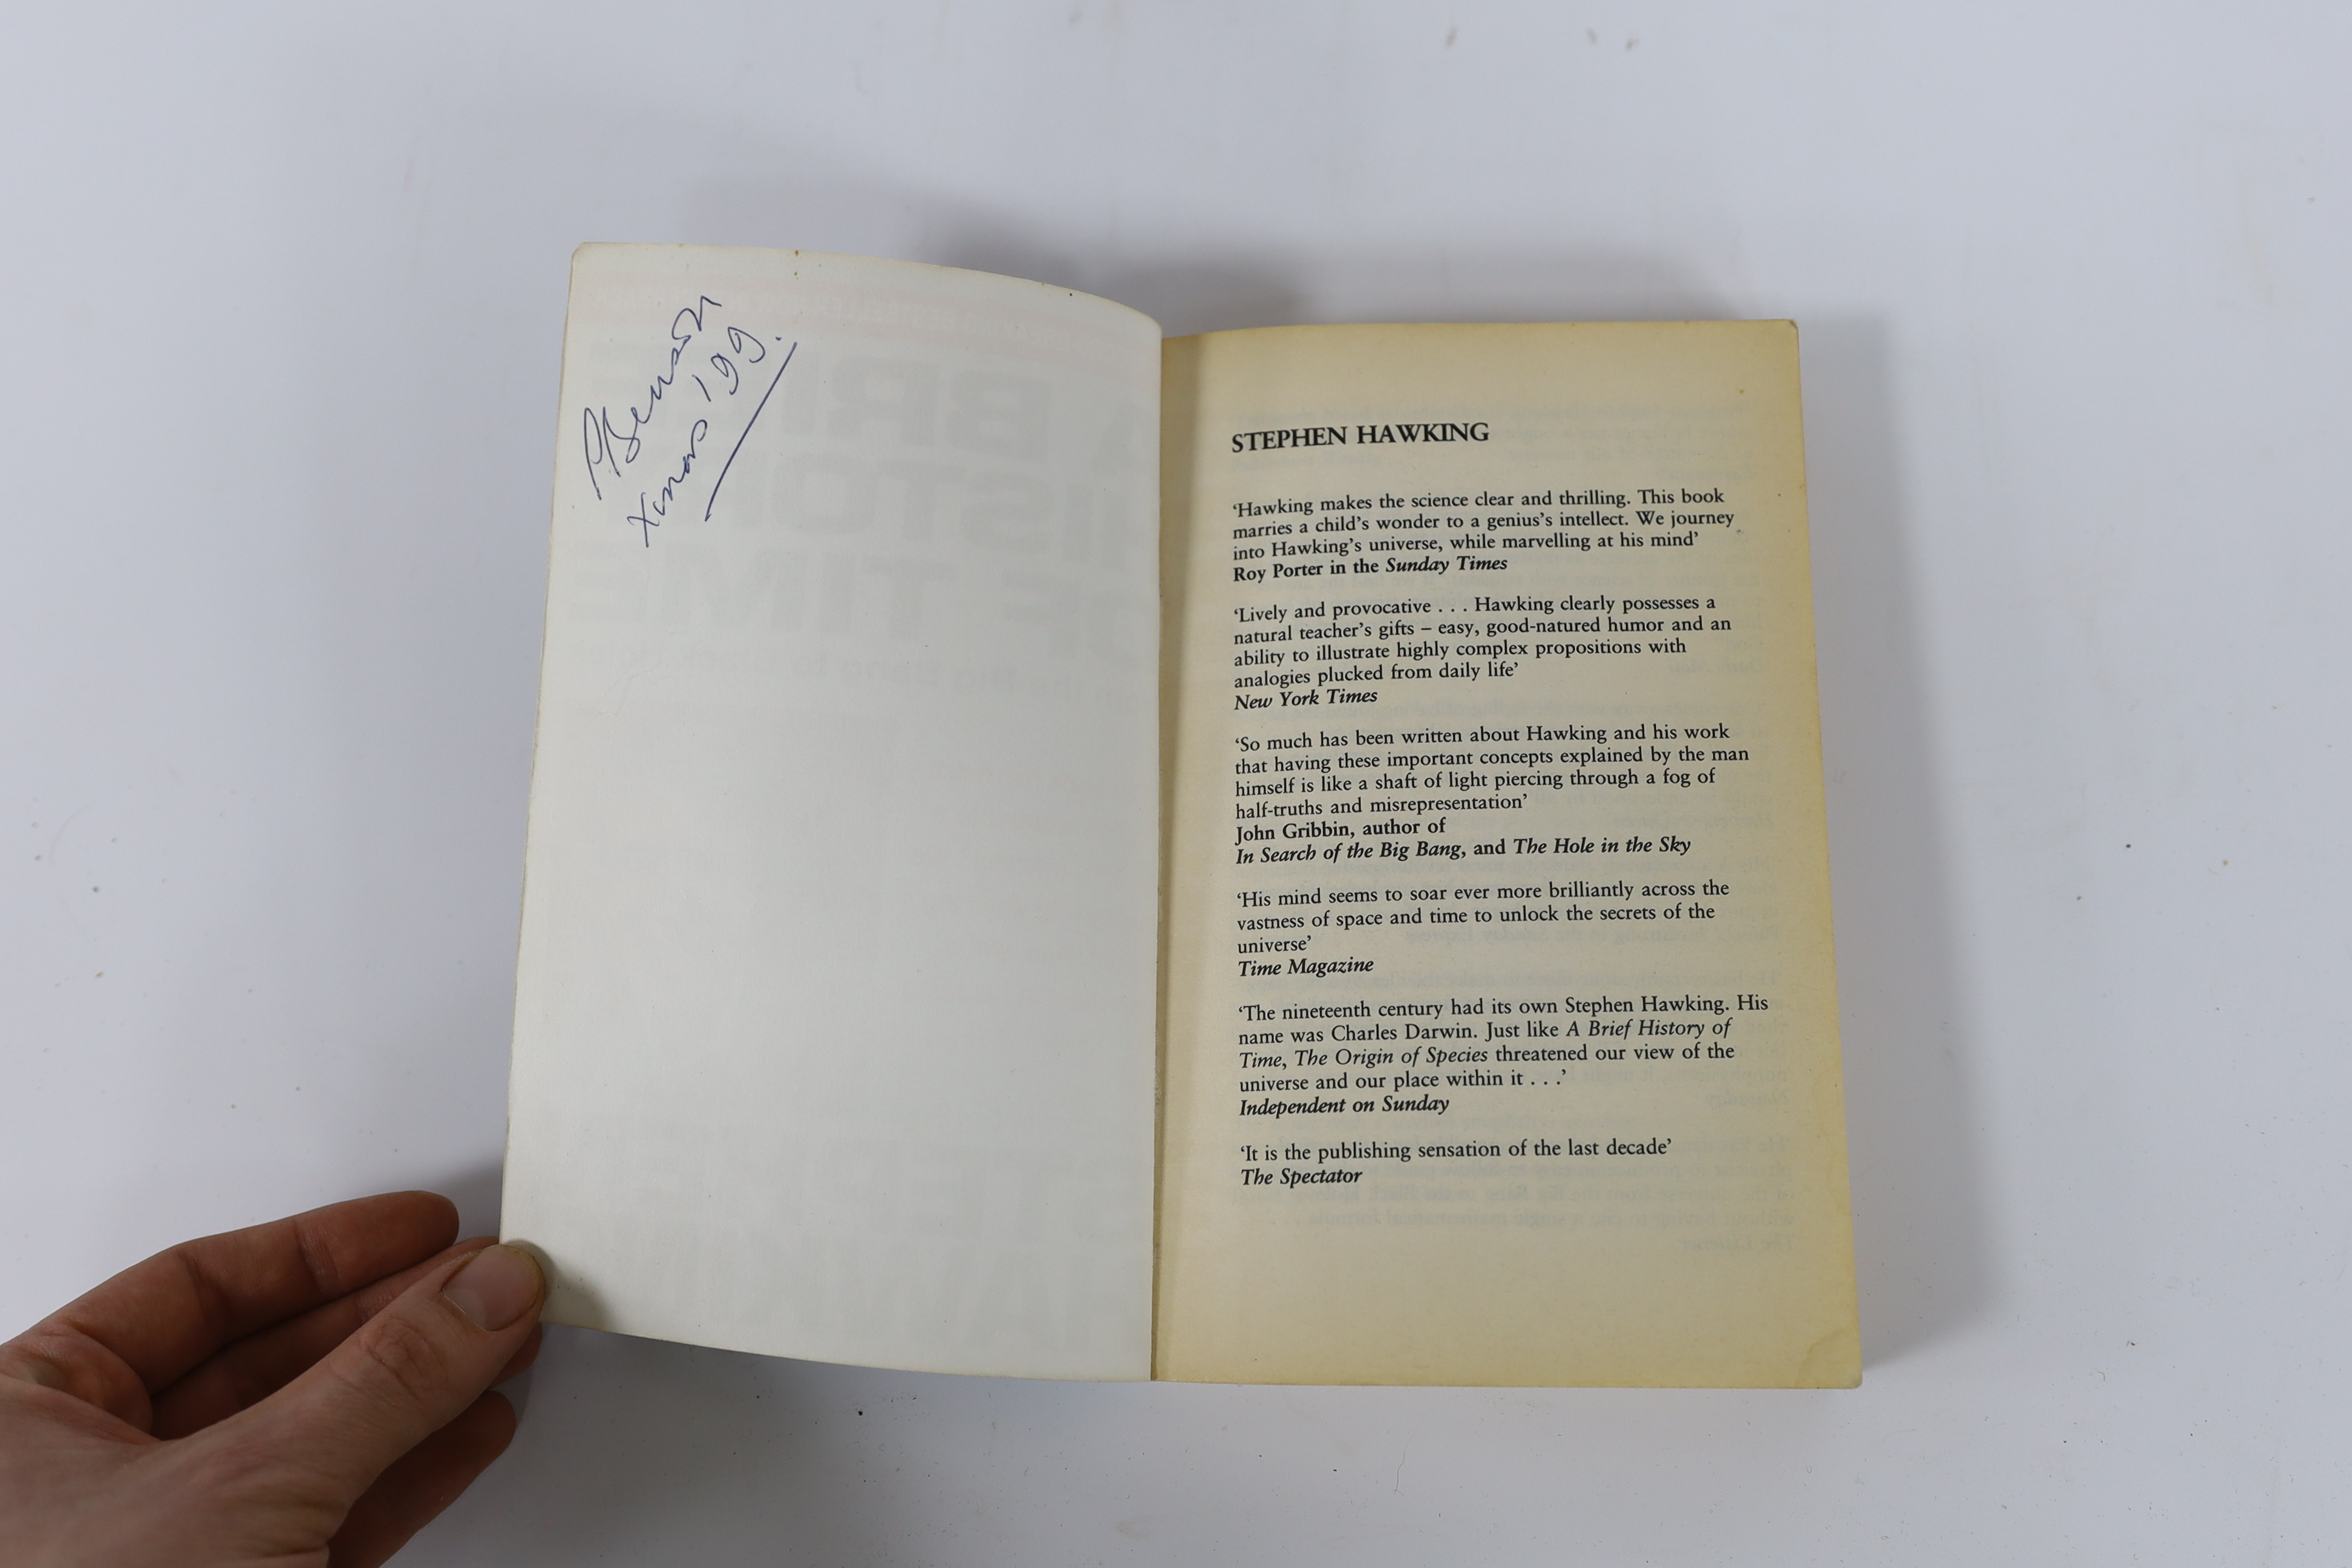 PBenson
Xmas '99.
STEPHEN HAWKING
‘Hawking makes the science clear and thrilling. This book
marries a child’s wonder to a genius’s intellect. We journey
into Hawking’s universe, while marvelling at his mind’
Roy Porter in the Sunday Times
‘Lively and provocative . . . Hawking clearly possesses a
natural teacher’s gifts – easy, good-natured humor and an
ability to illustrate highly complex propositions with
analogies plucked from daily life’
New York Times
‘So much has been written about Hawking and his work
that having these important concepts explained by the man
himself is like a shaft of light piercing through a fog of
half-truths and misrepresentation’
John Gribbin, author of
In Search of the Big Bang, and The Hole in the Sky
‘His mind seems to soar ever more brilliantly across the
vastness of space and time to unlock the secrets of the
universe’
Time Magazine
‘The nineteenth century had its own Stephen Hawking. His
name was Charles Darwin. Just like A Brief History of
Time, The Origin of Species threatened our view of the
universe and our place within it . . .’
Independent on Sunday
‘It is the publishing sensation of the last decade’
The Spectator